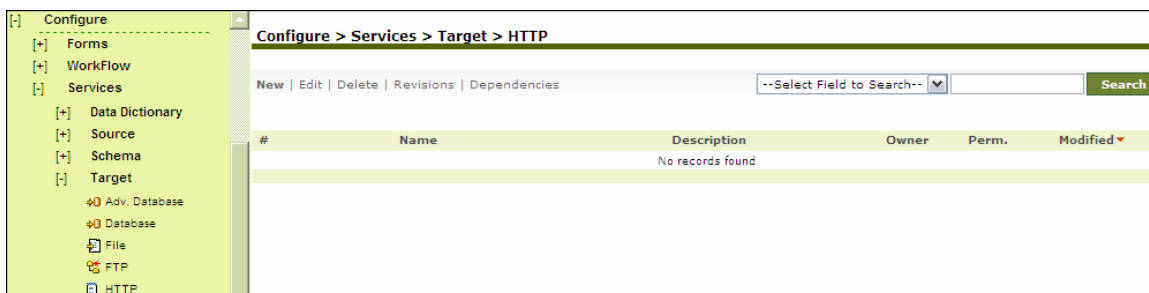 [-] Configure
[+] Forms
[+] WorkFlow
[-] Services
[+] Data Dictionary
[+] Source
[+] Schema
[-] Target
Adv. Database
Database
File
FTP
HTTP
Configure > Services > Target > HTTP
New | Edit | Delete | Revisions | Dependencies
--Select Field to Search-- Search
# Name Description Owner Perm. Modified
No records found